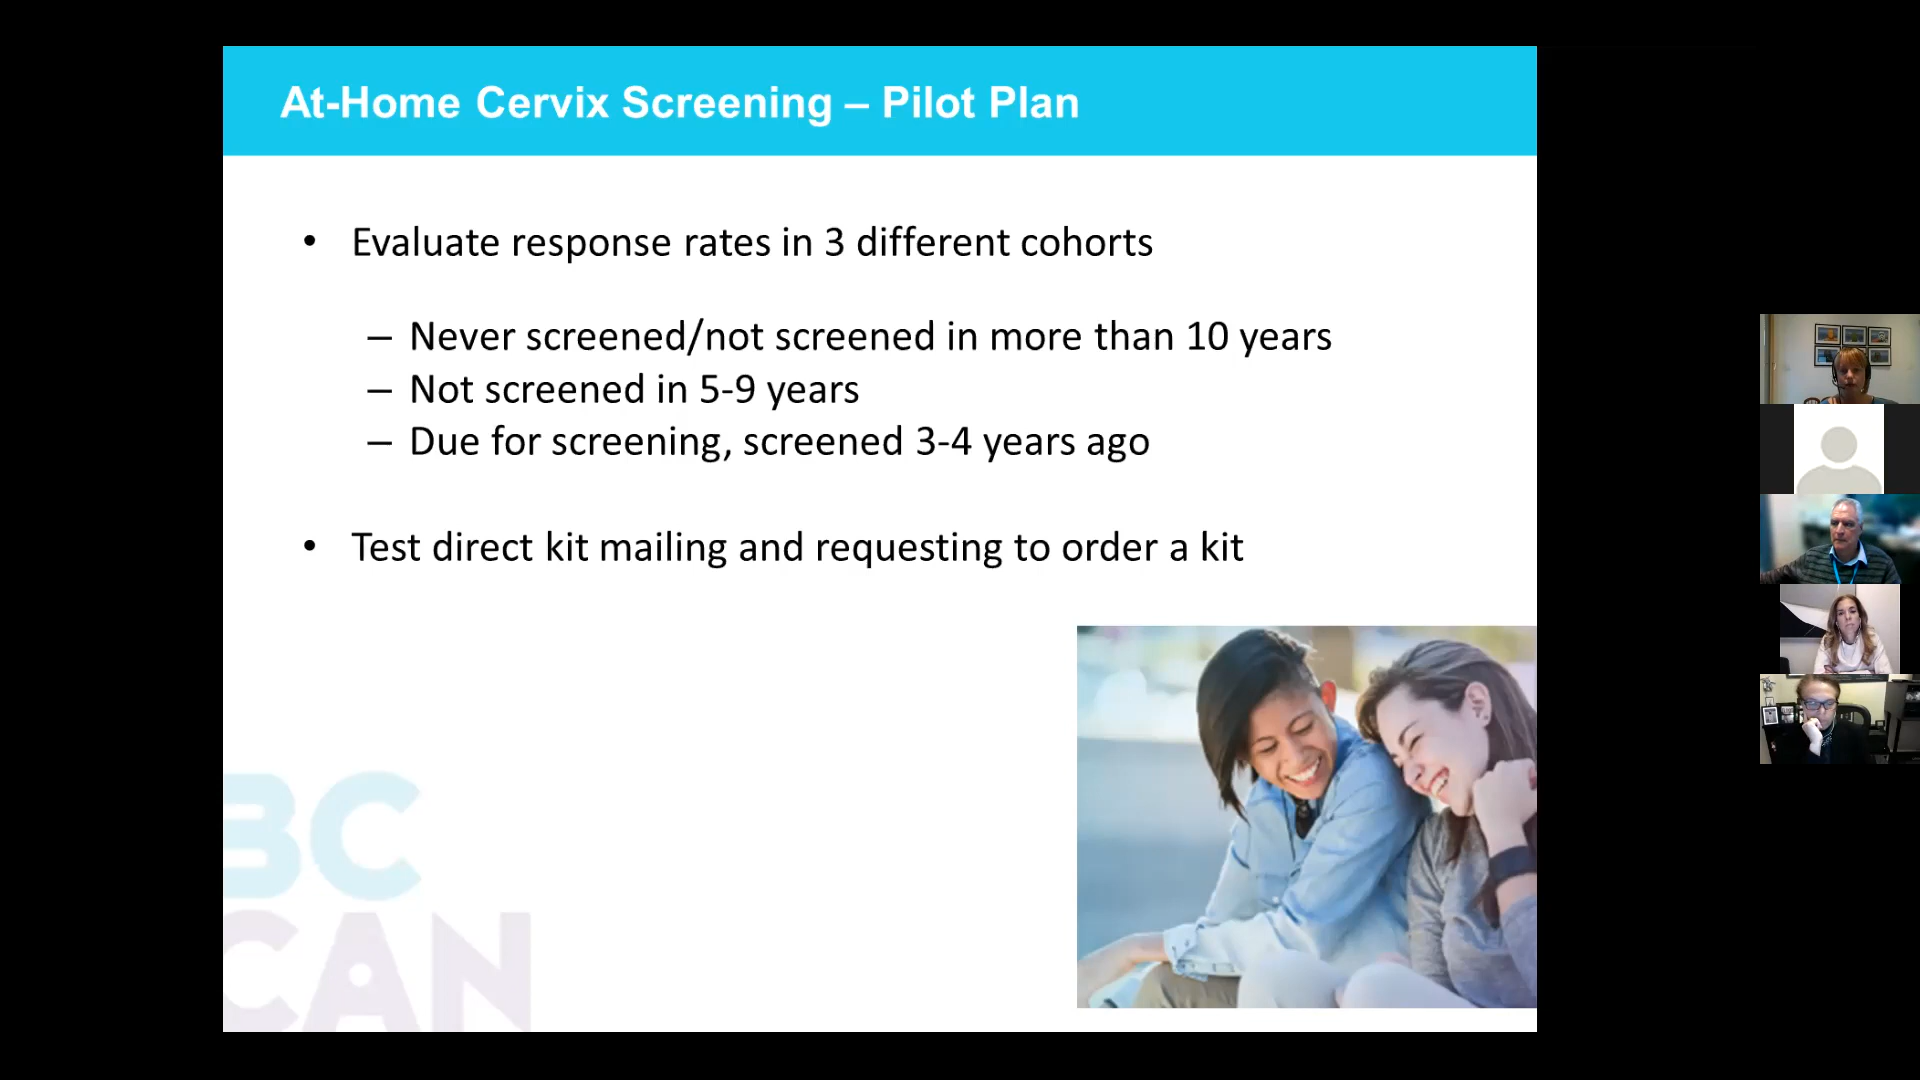 At-Home Cervix Screening – Pilot Plan
• Evaluate response rates in 3 different cohorts
– Never screened/not screened in more than 10 years
– Not screened in 5-9 years
– Due for screening, screened 3-4 years ago
• Test direct kit mailing and requesting to order a kit
BC
CAN